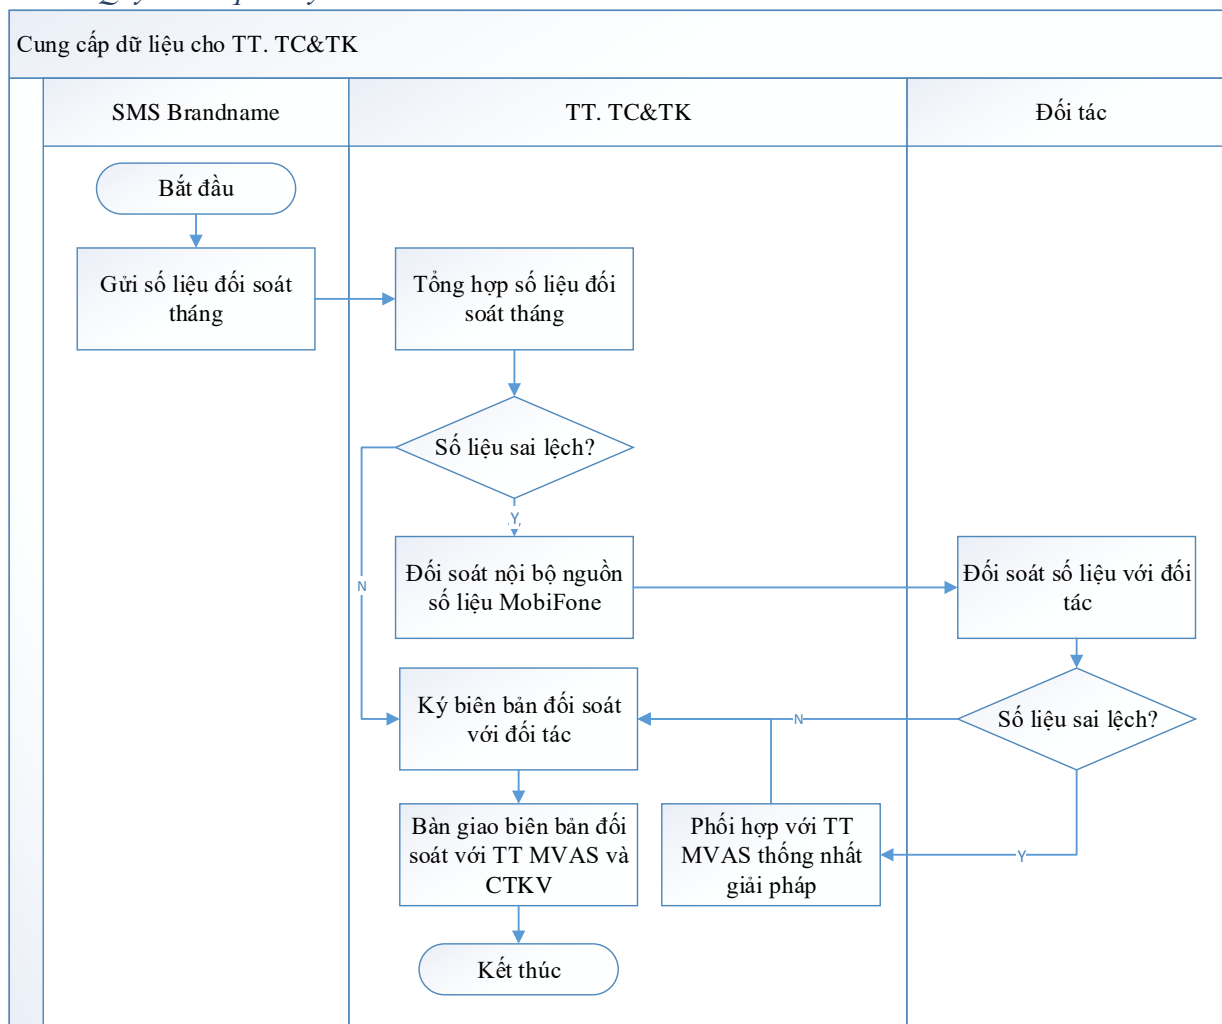 Cung cấp dữ liệu cho TT. TC&TK
SMS Brandname
TT. TC&TK
Đối tác
Bắt đầu
Gửi số liệu đối soát
tháng
Tổng hợp số liệu đối
soát tháng
Số liệu sai lệch?
Y
N
Đối soát nội bộ nguồn
số liệu MobiFone
Đối soát số liệu với đối
tác
Số liệu sai lệch?
N
Ký biên bản đối soát
với đối tác
Y
Phối hợp với TT
MVAS thống nhất
giải pháp
Bàn giao biên bản đối
soát với TT MVAS và
CTKV
Kết thúc